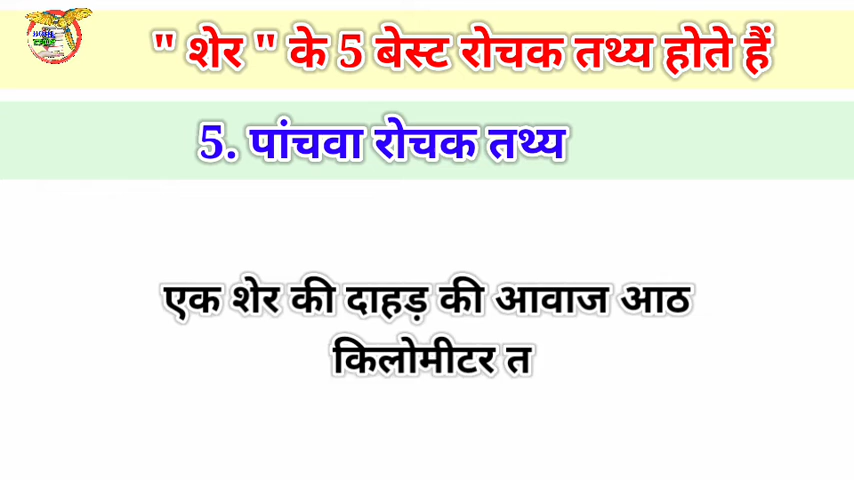 " शेर " के 5 बेस्ट रोचक तथ्य होते हैं
5. पांचवा रोचक तथ्य
एक शेर की दाहड़ की आवाज आठ
किलोमीटर त